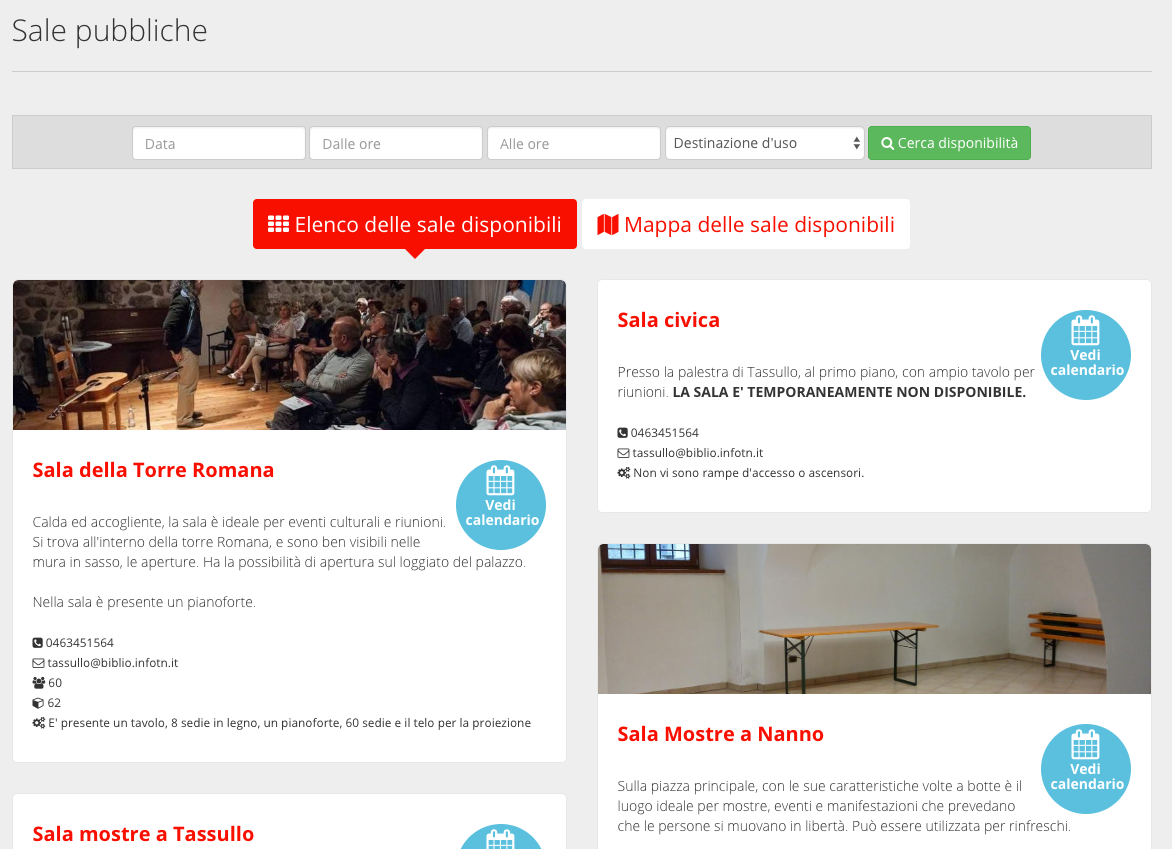 Sale pubbliche
Data
Dalle ore
Alle ore
Destinazione d'uso
Cerca disponibilità
Elenco delle sale disponibili
Mappa delle sale disponibili
Sala della Torre Romana
Vedi
calendario
Calda ed accogliente, la sala è ideale per eventi culturali e riunioni.
Si trova all'interno della torre Romana, e sono ben visibili nelle
mura in sasso, le aperture. Ha la possibilità di apertura sul loggiato del palazzo.
Nella sala è presente un pianoforte.
0463451564
tassullo@biblio.infotn.it
60
62
E' presente un tavolo, 8 sedie in legno, un pianoforte, 60 sedie e il telo per la proiezione
Sala mostre a Tassullo
Sala civica
Vedi
calendario
Presso la palestra di Tassullo, al primo piano, con ampio tavolo per
riunioni. LA SALA E' TEMPORANEAMENTE NON DISPONIBILE.
0463451564
tassullo@biblio.infotn.it
Non vi sono rampe d'accesso o ascensori.
Sala Mostre a Nanno
Vedi
calendario
Sulla piazza principale, con le sue caratteristiche volte a botte è il
luogo ideale per mostre, eventi e manifestazioni che prevedano
che le persone si muovano in libertà. Può essere utilizzata per rinfreschi.